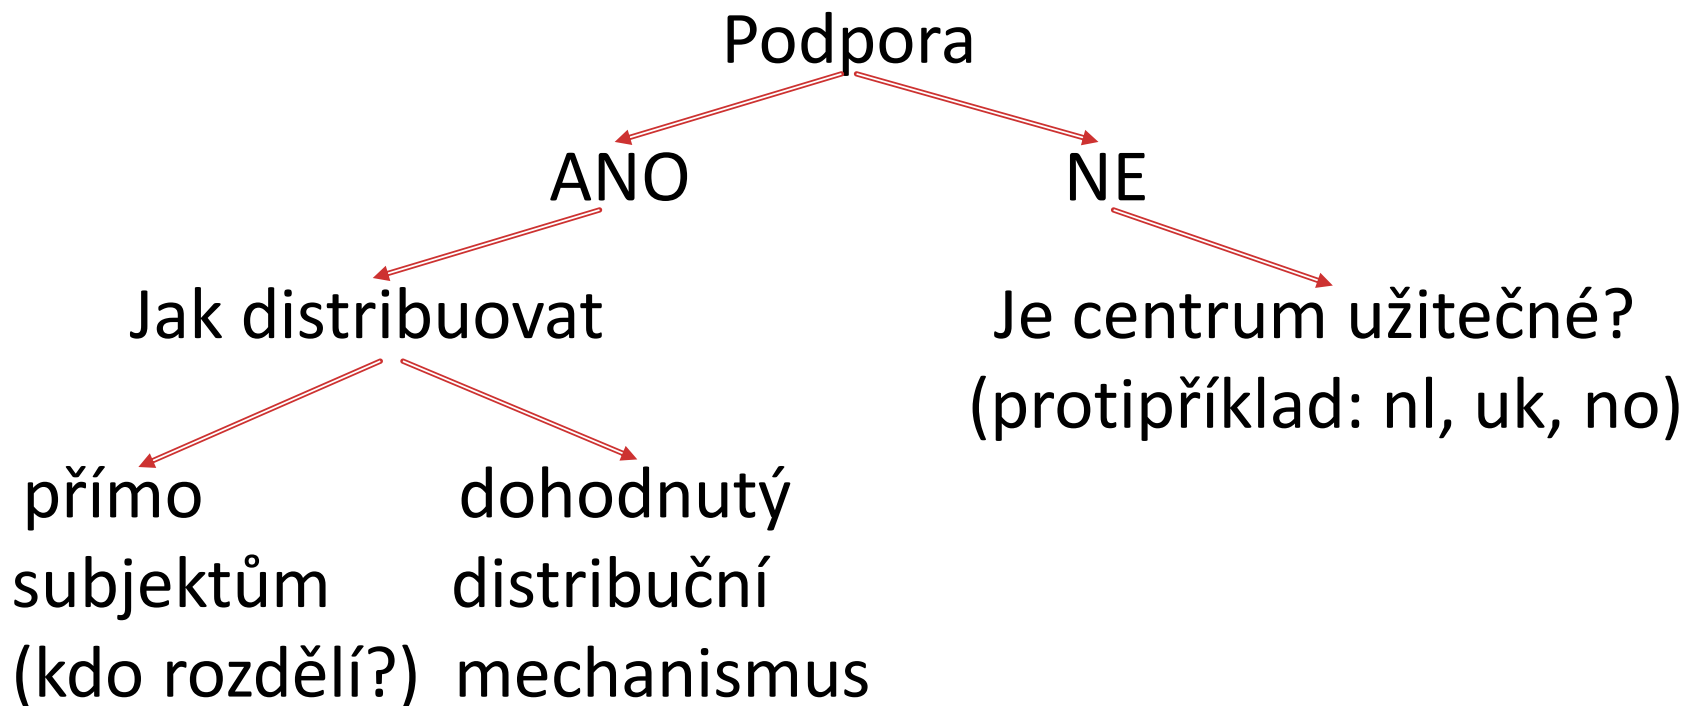 Podpora
ANO NE
Jak distribuovat Je centrum užitečné?
(protipříklad: nl, uk, no)
přímo dohodnutý
subjektům distribuční
(kdo rozdělí?) mechanismus